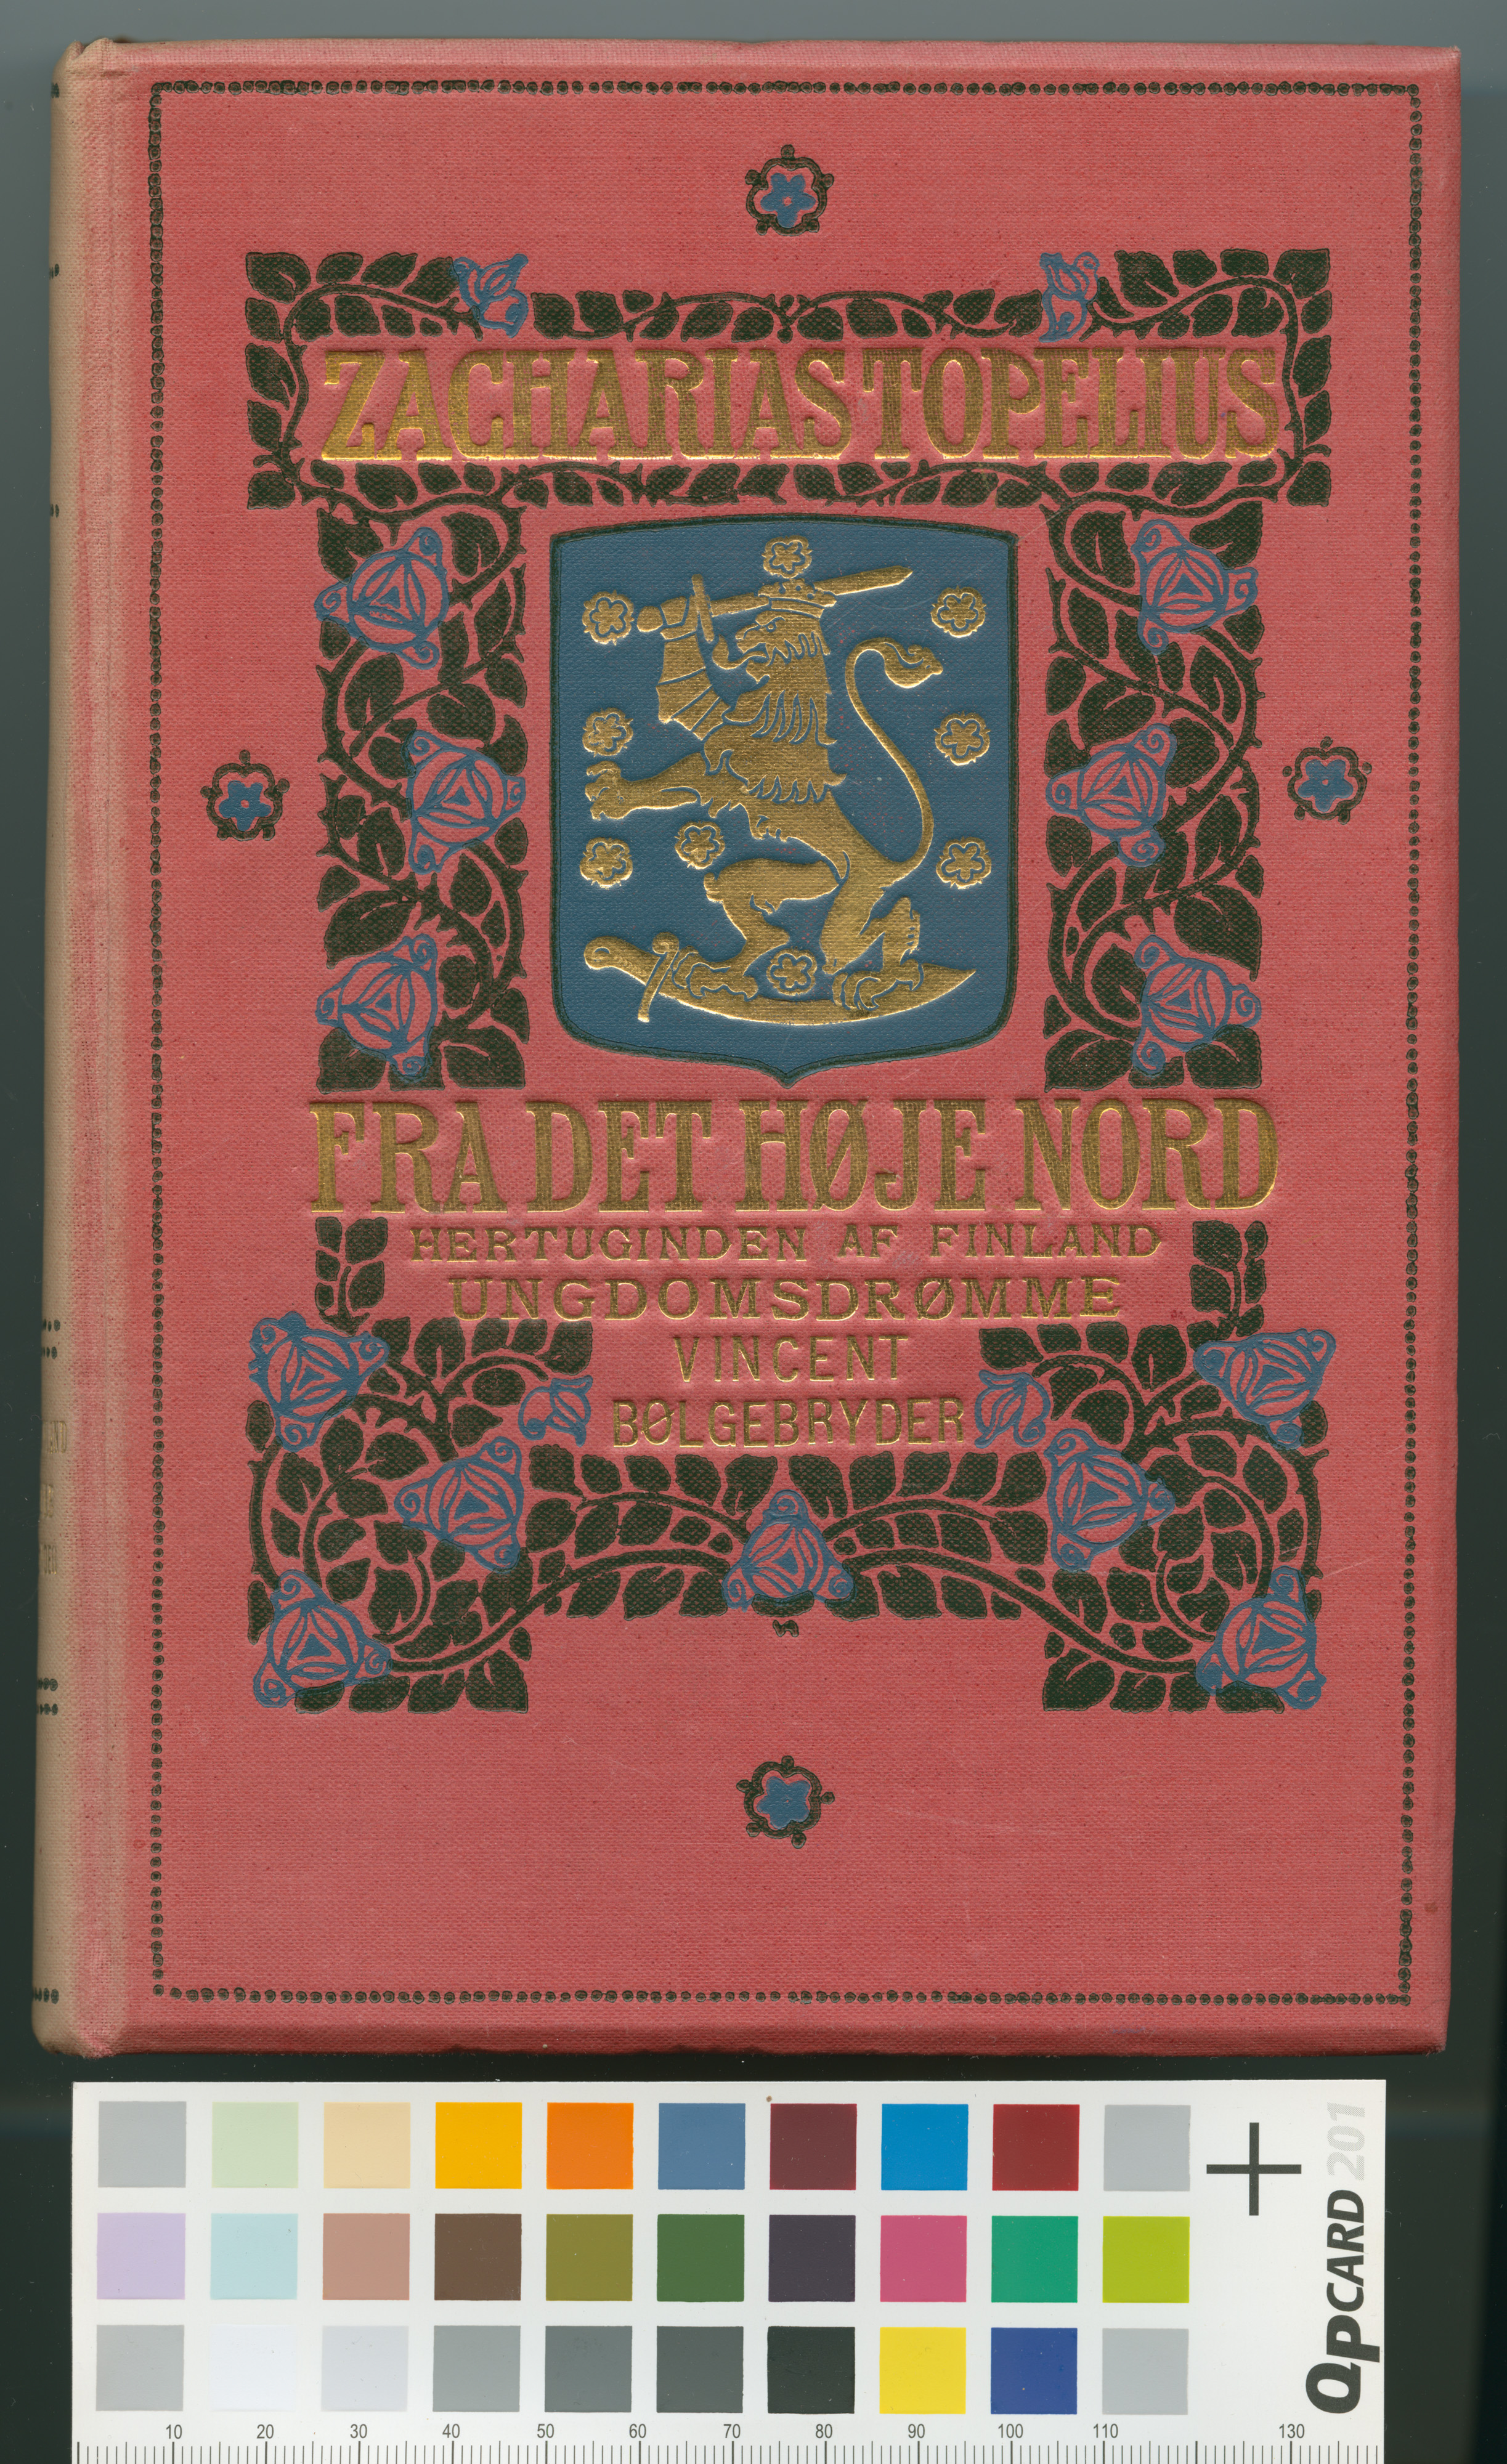 ZACHARIAS TOPELIUS
FRA DET HØJE NORD
HERTUGINDEN AF FINLAND
UNGDOMSDRØMME
VINCENT
BØLGEBRYDER
QPCARD 201
10 20 30 40 50 60 70 80 90 100 110 130